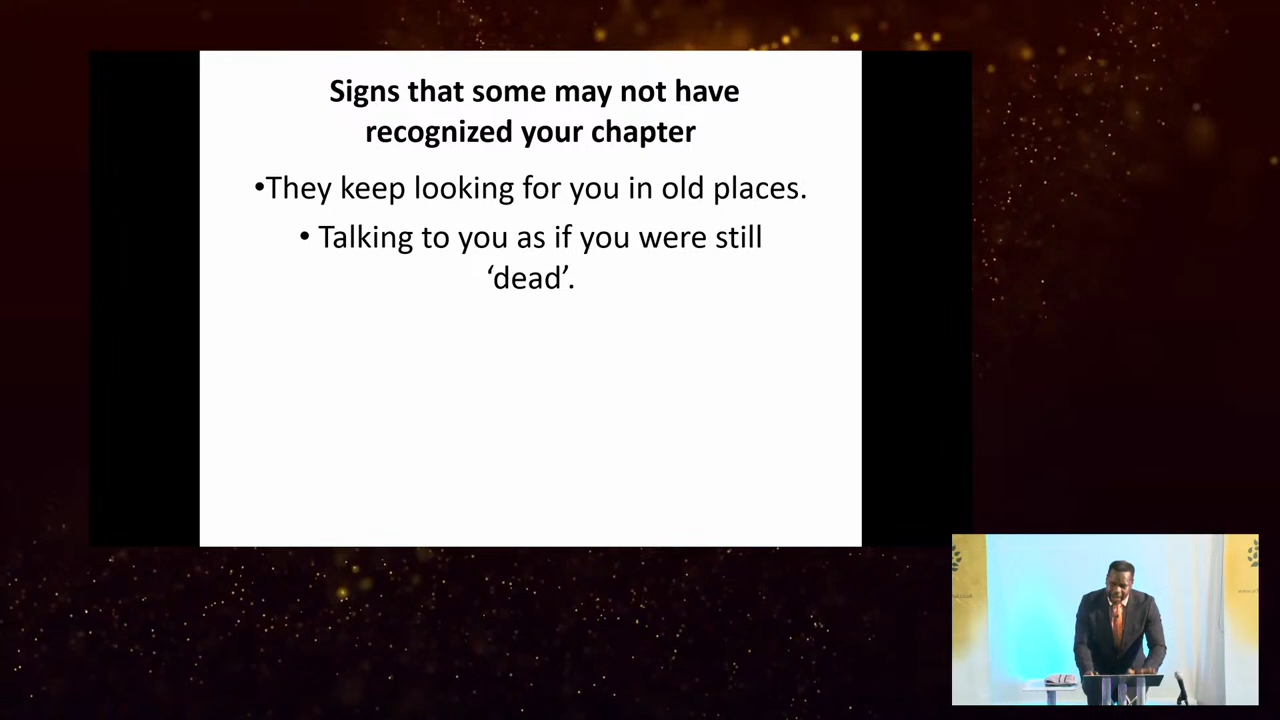 Signs that some may not have
recognized your chapter
•They keep looking for you in old places.
• Talking to you as if you were still
‘dead’.